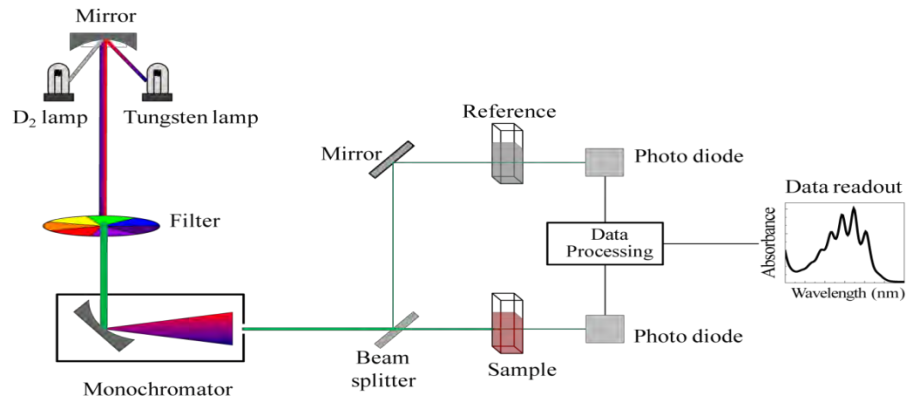 Mirror
D₂ lamp
Tungsten lamp
Filter
Monochromator
Mirror
Reference
Photo diode
Data
Processing
Beam
splitter
Sample
Photo diode
Data readout
Absorbance
Wavelength (nm)